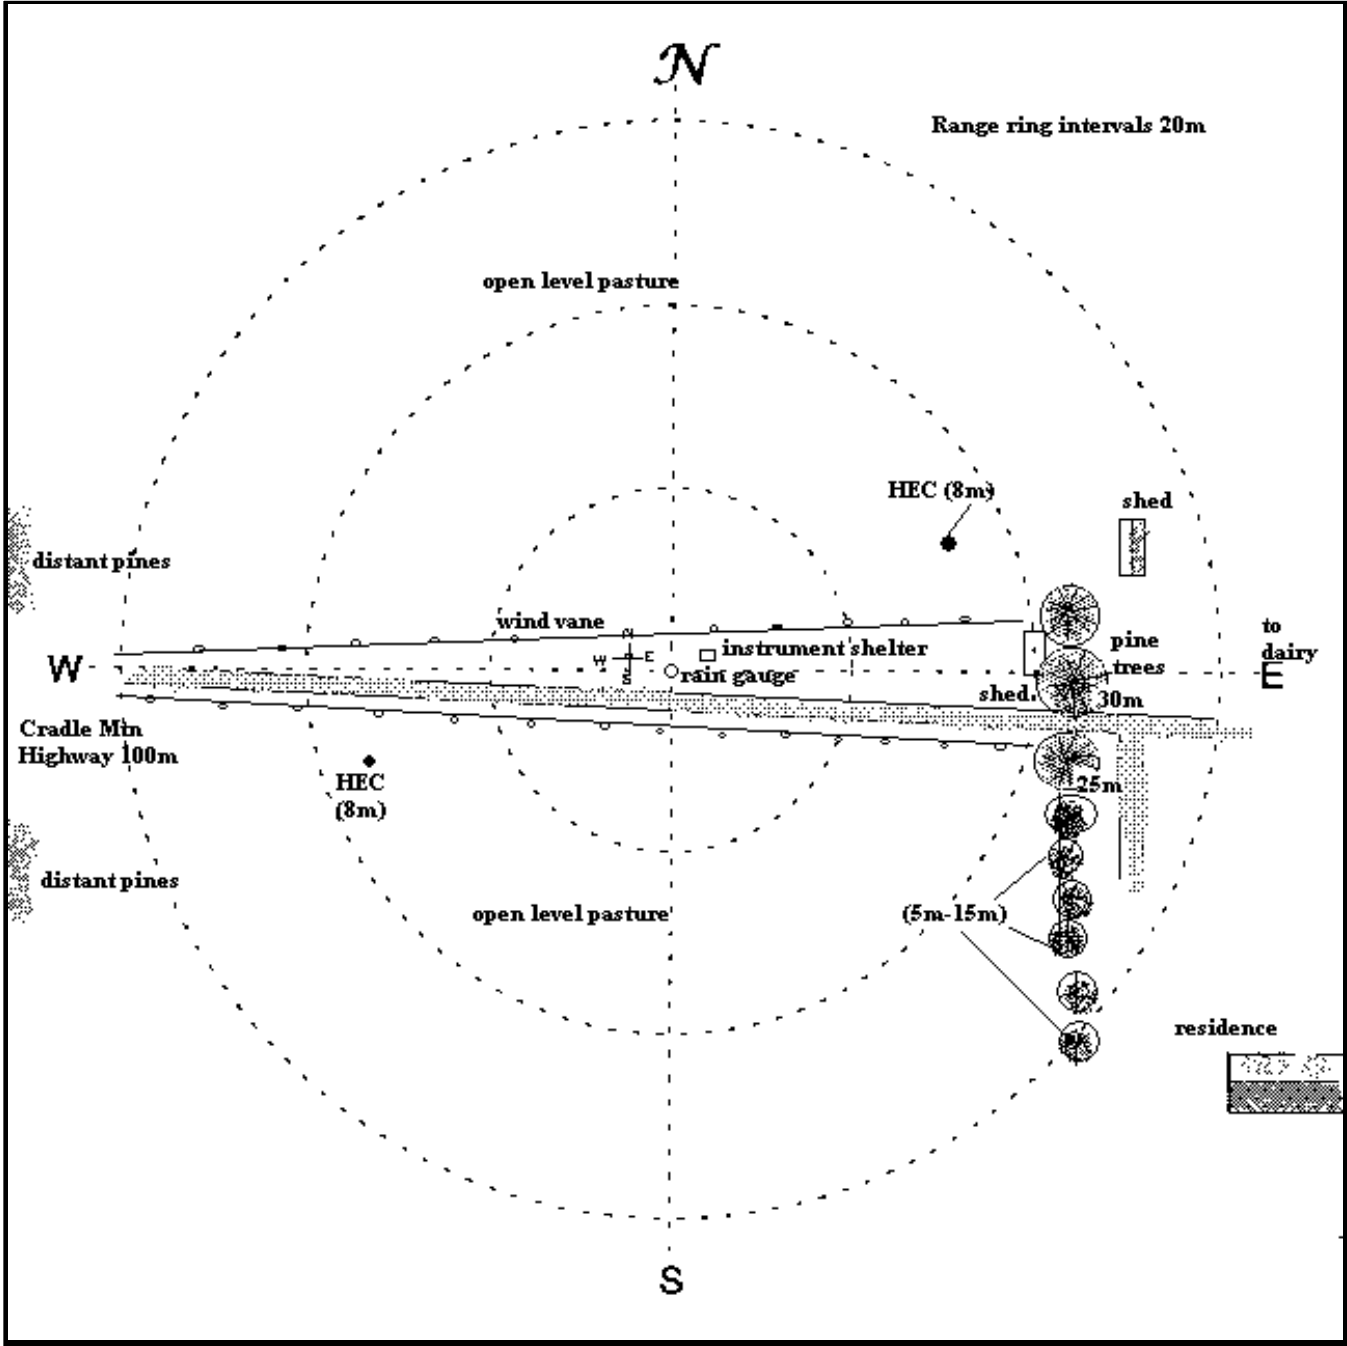 N
Range ring intervals 20m
open level pasture
HEC (8m)
shed
distant pines
wind vane
N
W E
S
instrument shelter
rain gauge
W
E
to
dairy
pine
trees
shed
30m
Cradle Mtn
Highway 100m
HEC
(8m)
25m
distant pines
open level pasture
(5m-15m)
residence
S